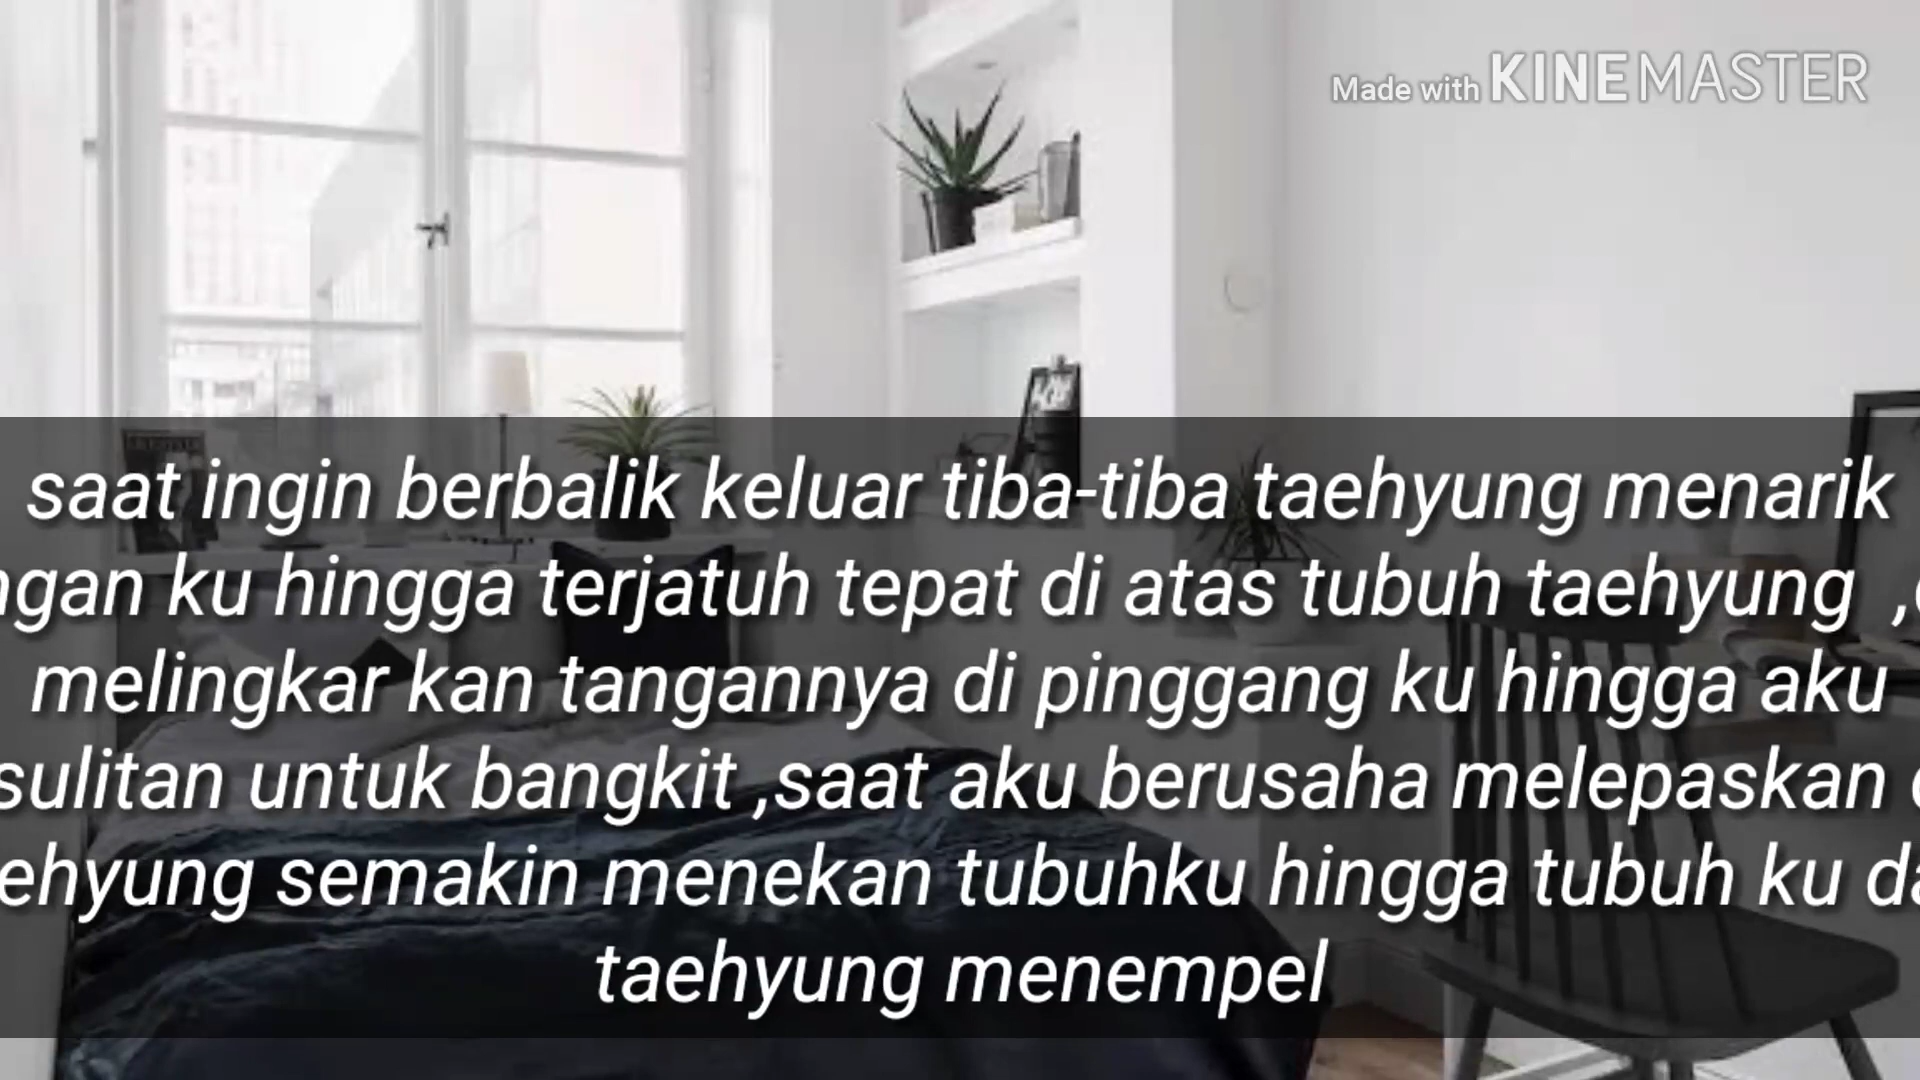 Made with KINEMASTER
saat ingin berbalik keluar tiba-tiba taehyung menarik
ngan ku hingga terjatuh tepat di atas tubuh taehyung ,
melingkar kan tangannya di pinggang ku hingga aku
sulitan untuk bangkit ,saat aku berusaha melepaskan
ehyung semakin menekan tubuhku hingga tubuh ku da
taehyung menempel